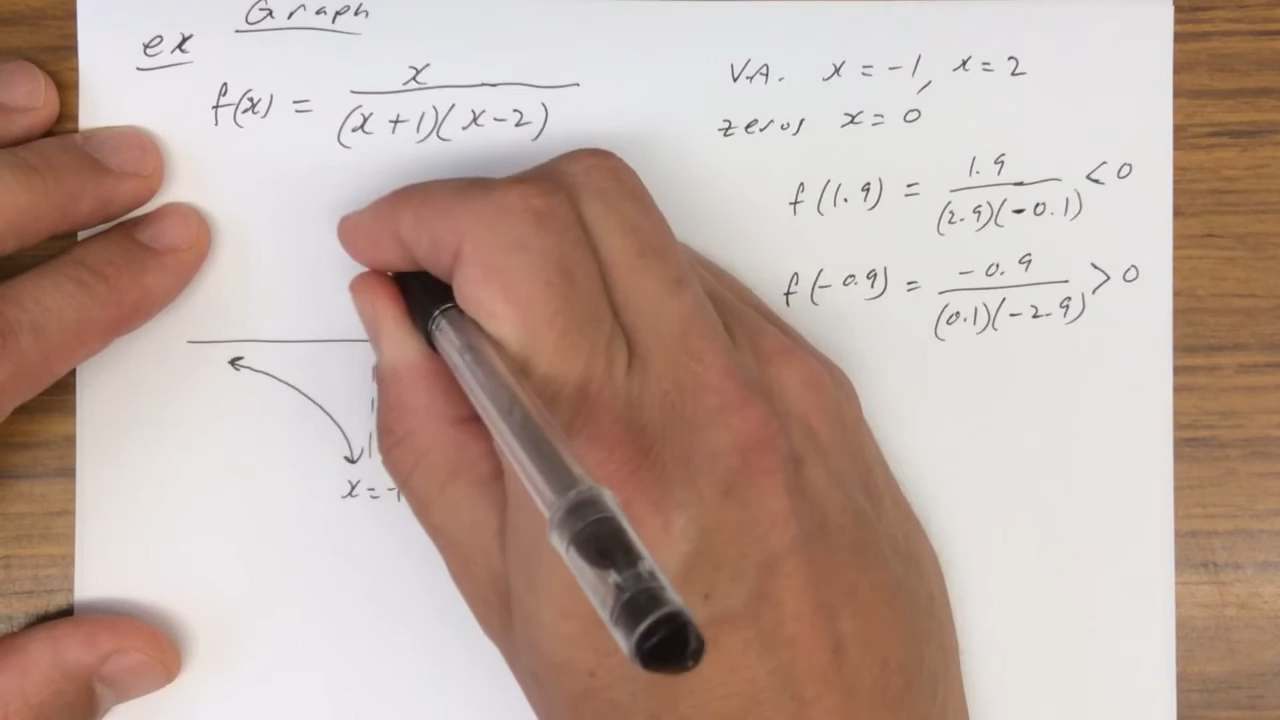 Graph
ex
f(x) = x / (x+1)(x-2)
V.A. x = -1, x = 2
zeros x = 0
f(1.9) = 1.9 / (2.9)(-0.1) < 0
f(-0.9) = -0.9 / (0.1)(-2.9) > 0
x = -1